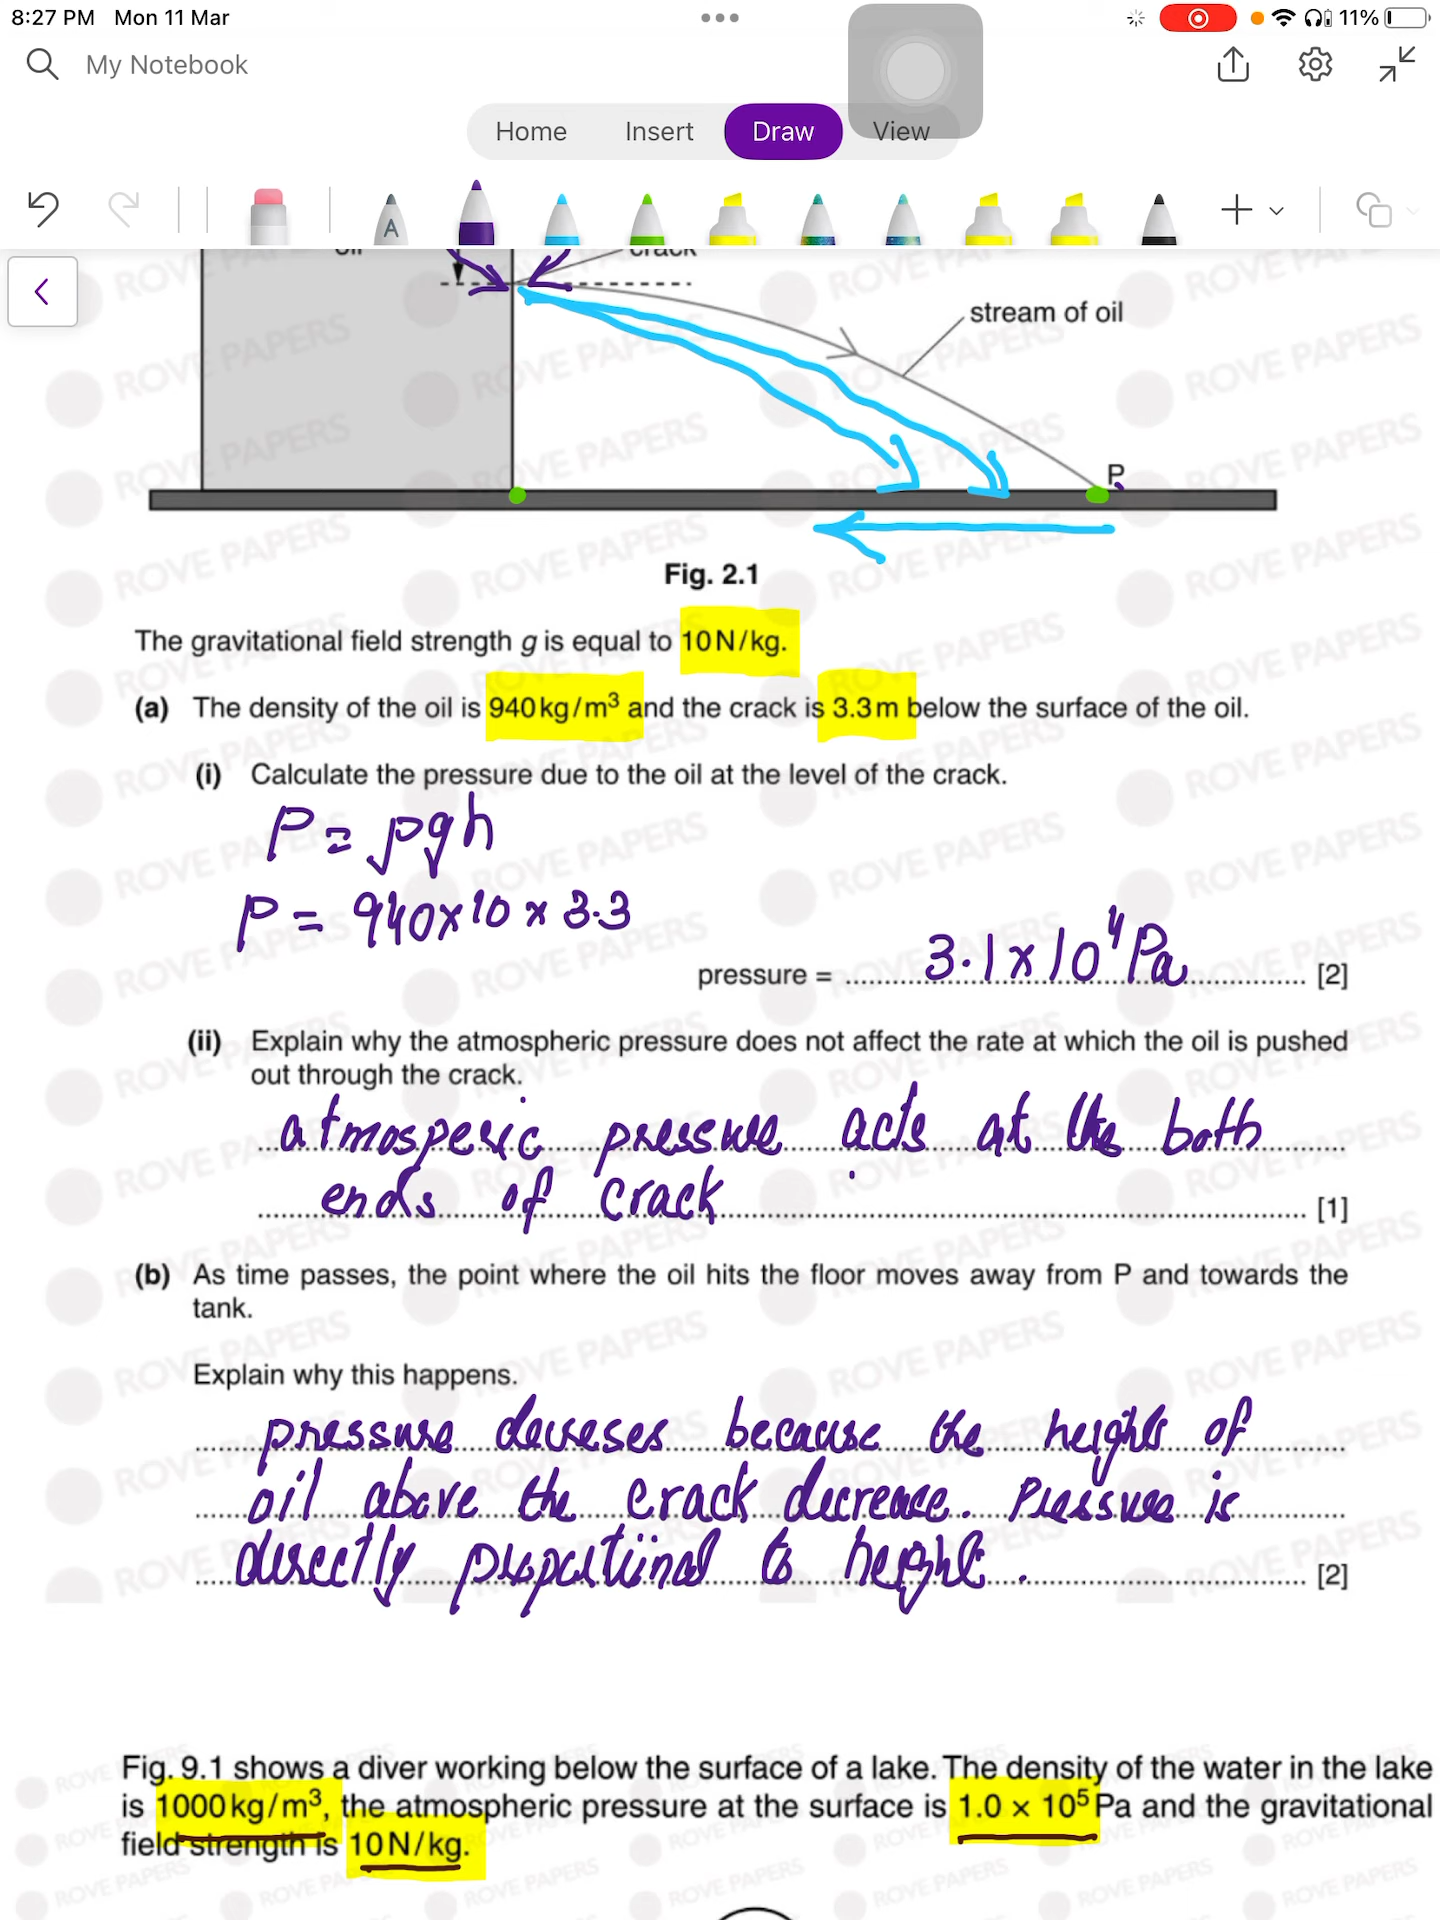 8:27 PM Mon 11 Mar
11%
My Notebook
Home Insert Draw View
A
oil crack
stream of oil
P
Fig. 2.1
The gravitational field strength g is equal to 10 N/kg.
(a) The density of the oil is 940 kg/m³ and the crack is 3.3 m below the surface of the oil.
(i) Calculate the pressure due to the oil at the level of the crack.
P = ρgh
P = 940 x 10 x 3.3
pressure = 3.1 x 10⁴ Pa [2]
(ii) Explain why the atmospheric pressure does not affect the rate at which the oil is pushed
out through the crack.
atmosperic pressure acts at the both
ends of crack [1]
(b) As time passes, the point where the oil hits the floor moves away from P and towards the
tank.
Explain why this happens.
pressure decreses because the height of
oil above the crack decrease. Pressure is
directly propertiinal to height. [2]
Fig. 9.1 shows a diver working below the surface of a lake. The density of the water in the lake
is 1000 kg/m³, the atmospheric pressure at the surface is 1.0 × 10⁵ Pa and the gravitational
field strength is 10 N/kg.
ROVE PAPERS